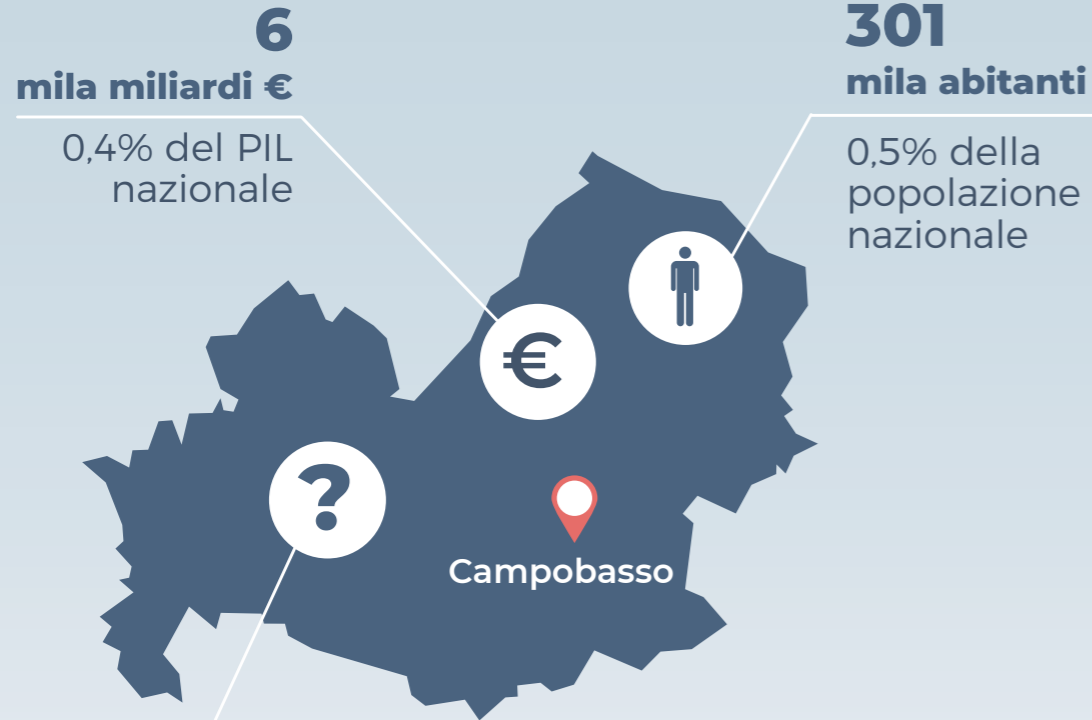 6
mila miliardi €
0,4% del PIL
nazionale
301
mila abitanti
0,5% della
popolazione
nazionale
€
?
Campobasso